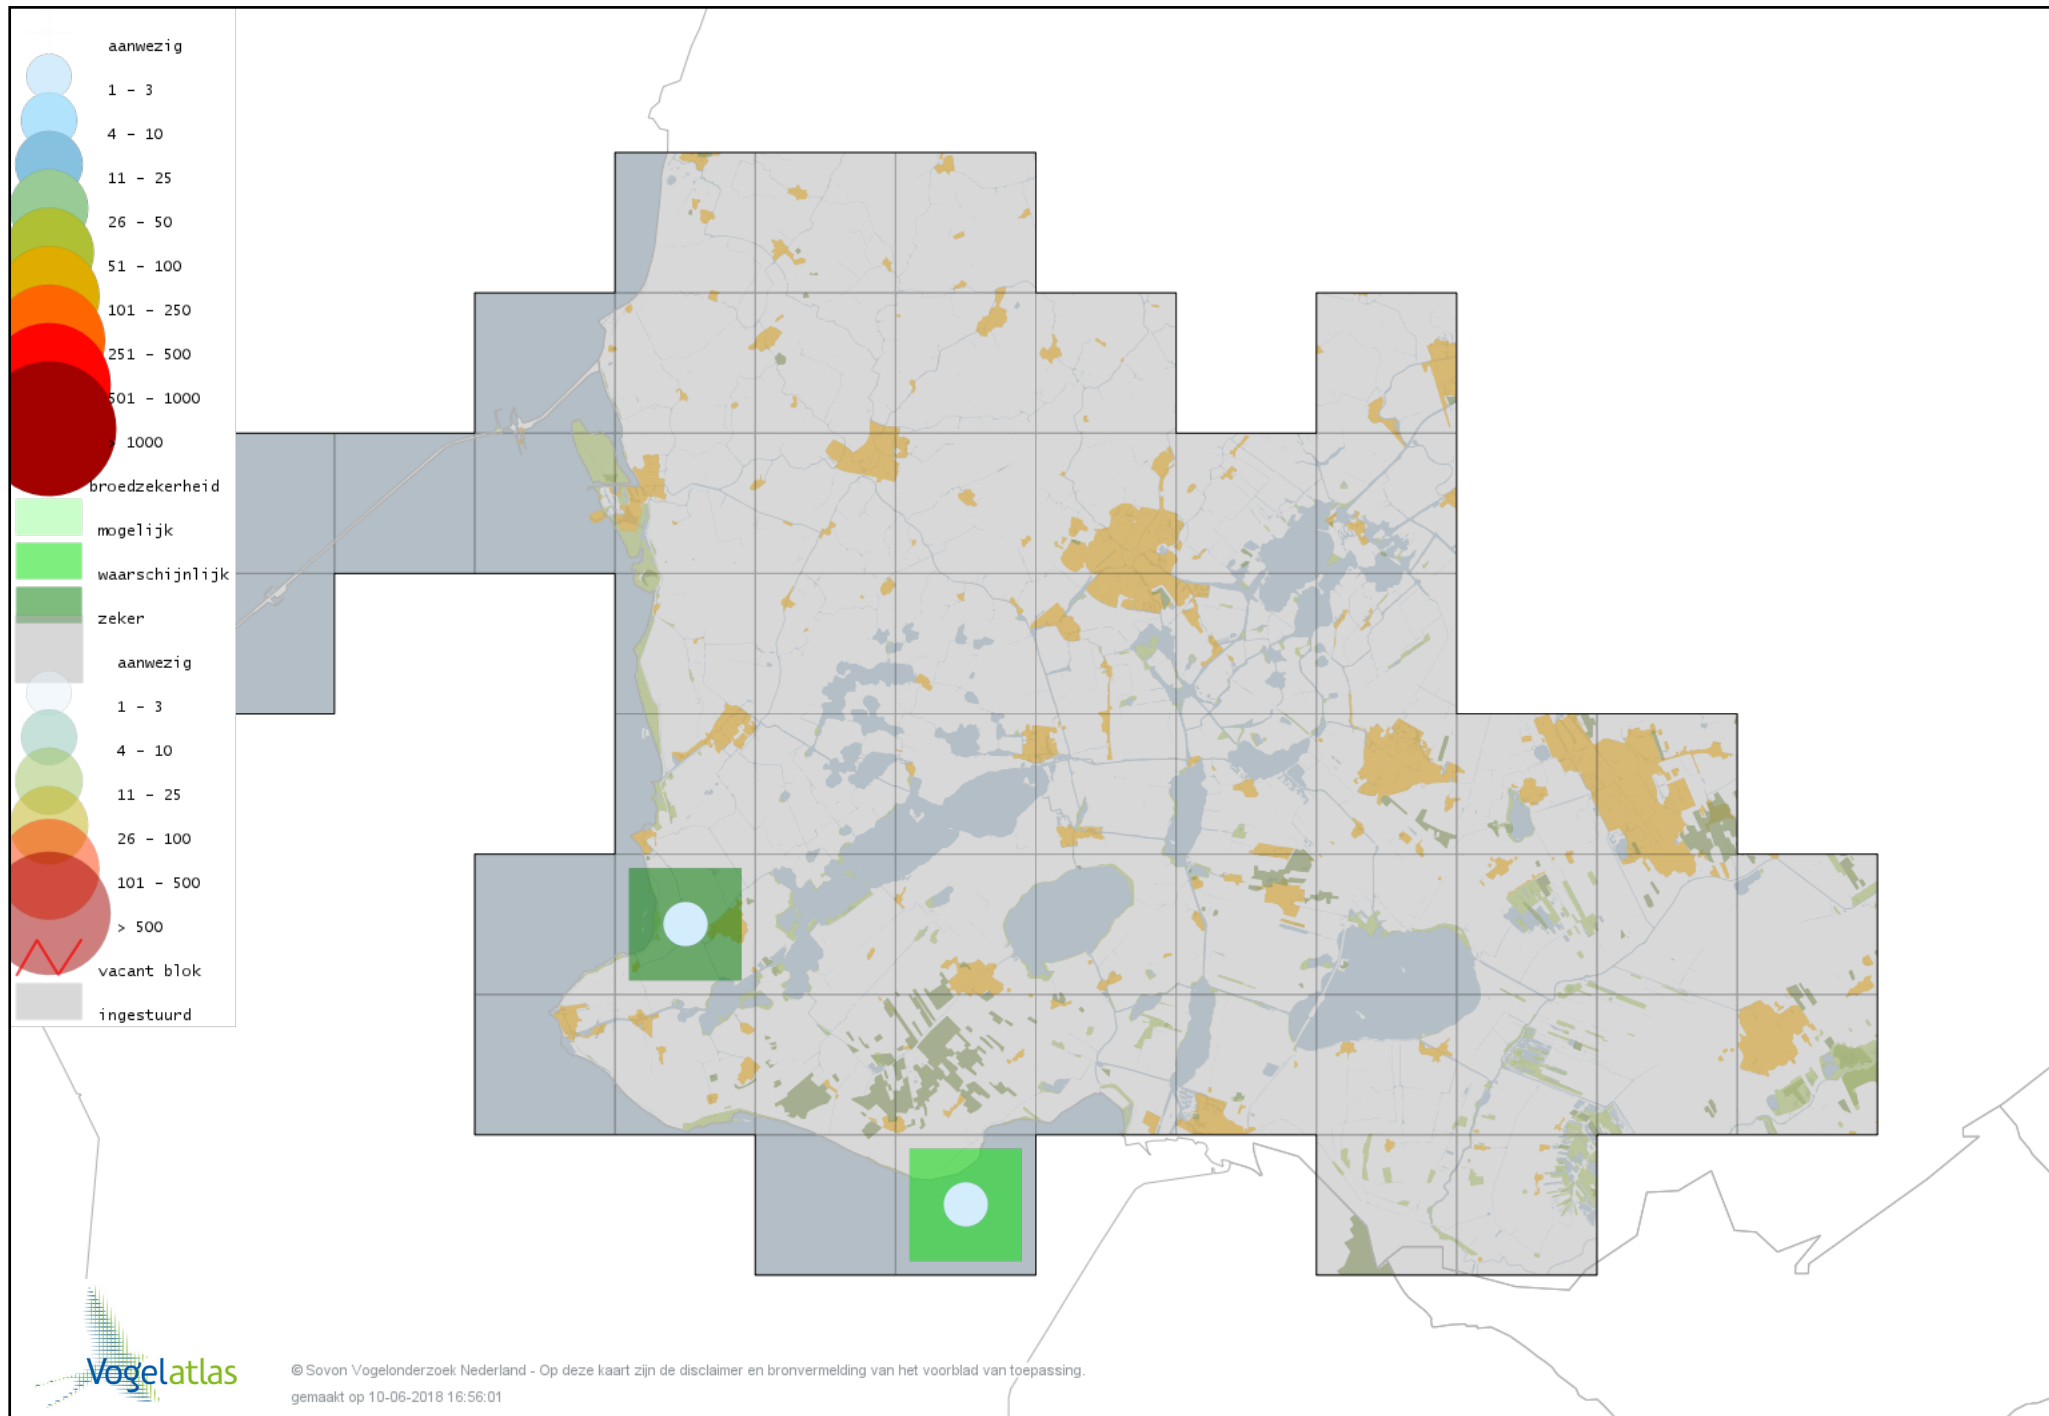 aanwezig
1 - 3
4 - 10
11 - 25
26 - 50
51 - 100
101 - 250
251 - 500
501 - 1000
> 1000
broedzekerheid
mogelijk
waarschijnlijk
zeker
aanwezig
1 - 3
4 - 10
11 - 25
26 - 100
101 - 500
> 500
vacant blok
ingestuurd
Vogelatlas
© Sovon Vogelonderzoek Nederland - Op deze kaart zijn de disclaimer en bronvermelding van het voorblad van toepassing.
gemaakt op 10-06-2018 16:56:01